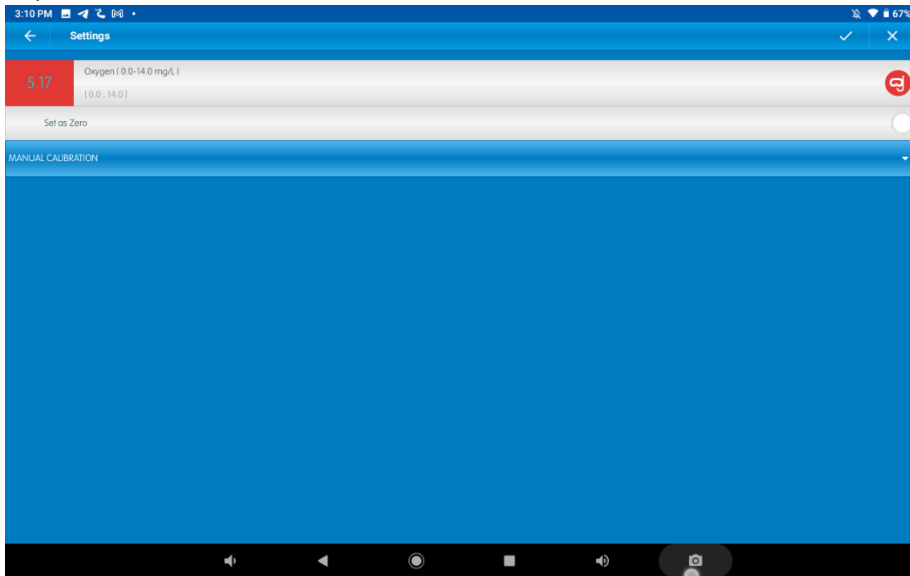 3:10 PM
67%
Settings
5.17
Oxygen ( 0.0-14.0 mg/L )
( 0.0 : 14.0 )
Set as Zero
MANUAL CALIBRATION